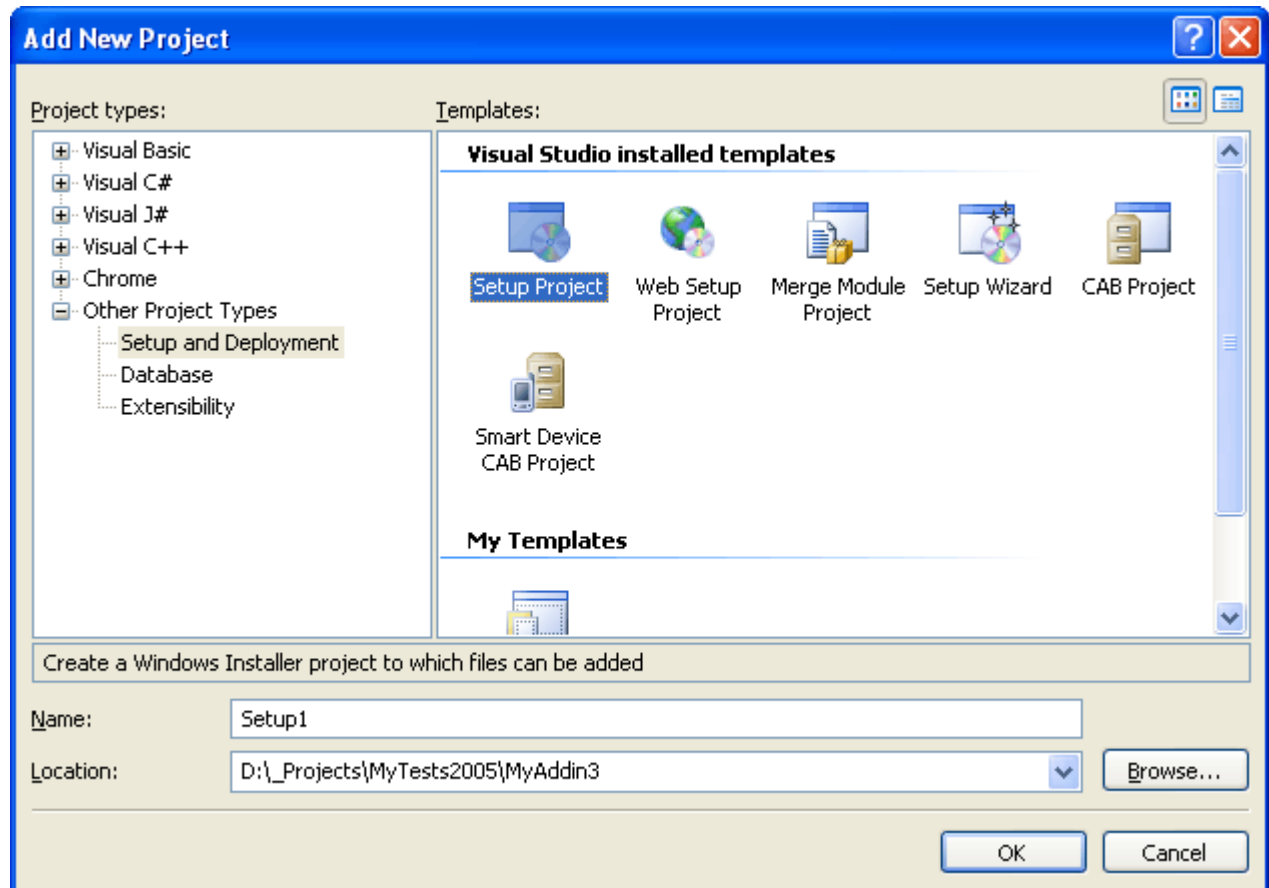 Add New Project
Project types:
Templates:
Visual Basic
Visual C#
Visual J#
Visual C++
Chrome
Other Project Types
Setup and Deployment
Database
Extensibility
Visual Studio installed templates
Setup Project
Web Setup
Project
Merge Module
Project
Setup Wizard
CAB Project
Smart Device
CAB Project
My Templates
Create a Windows Installer project to which files can be added
Name:
Setup1
Location:
D:\_Projects\MyTests2005\MyAddin3
Browse...
OK
Cancel